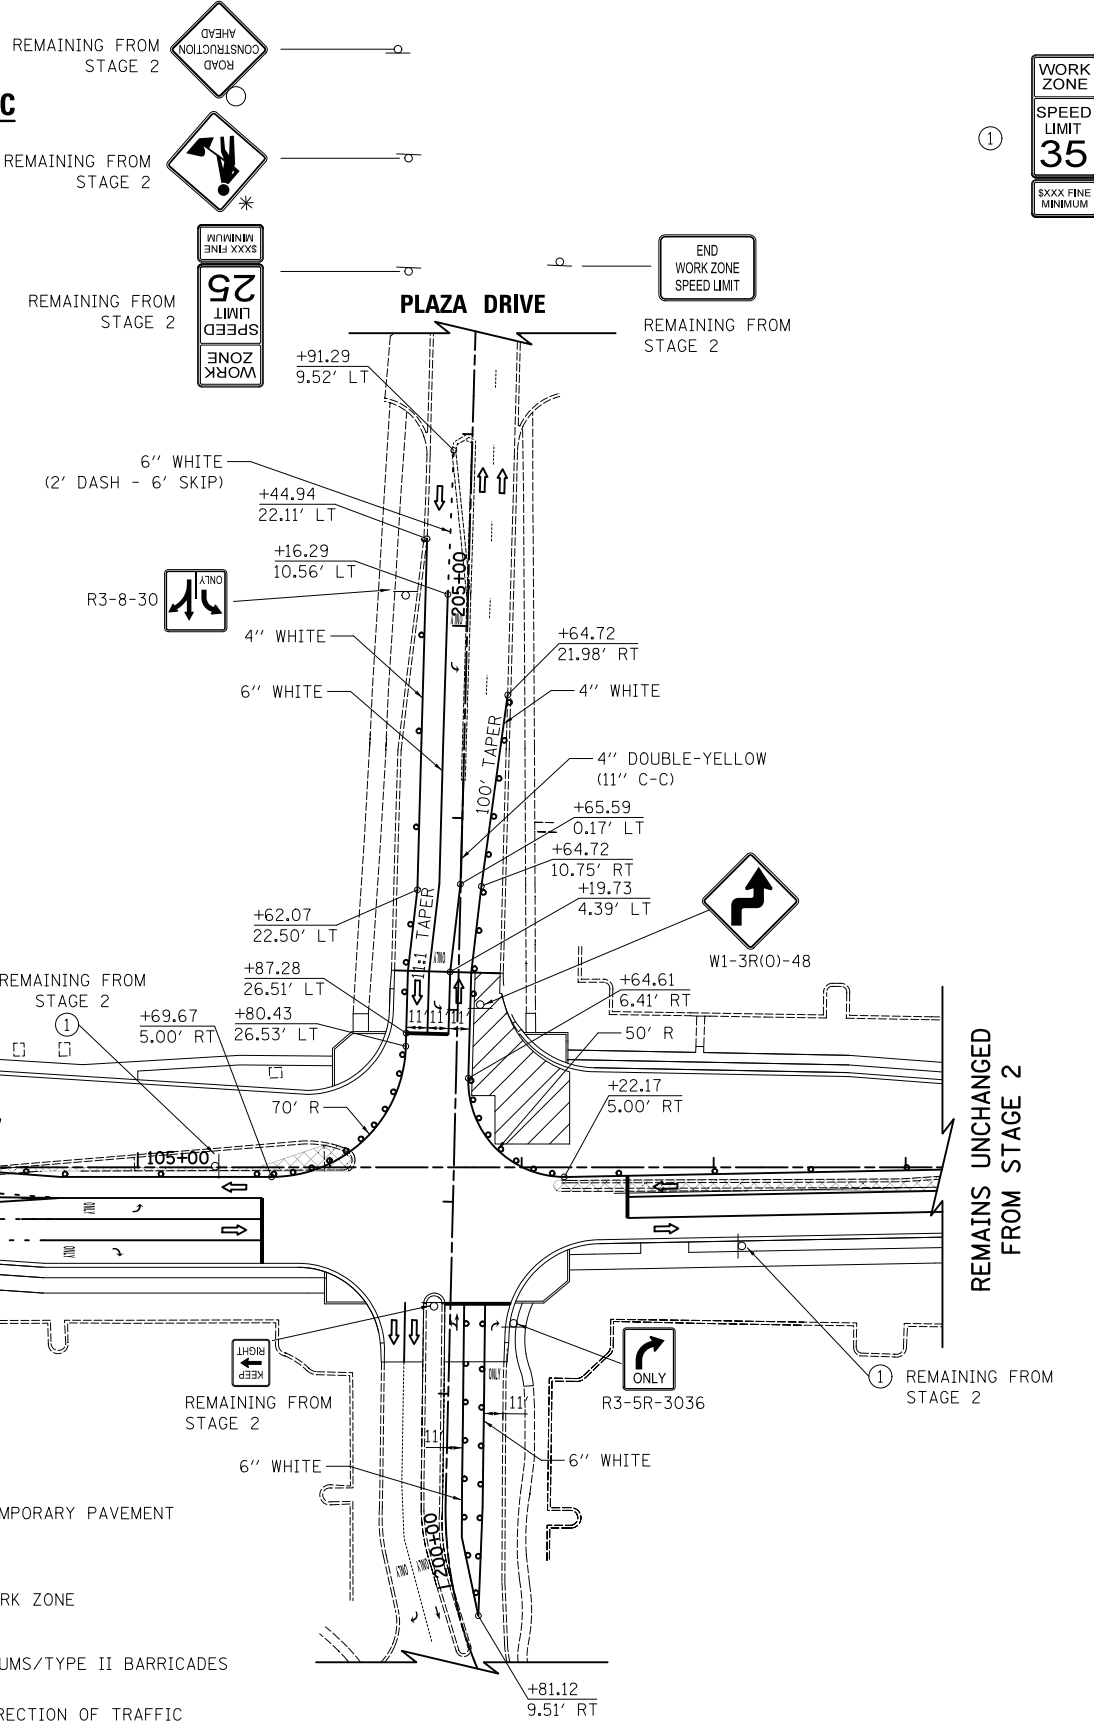 REMAINING FROM
STAGE 2
ROAD
CONSTRUCTION
AHEAD
C
WORK
ZONE
SPEED
LIMIT
35
$XXX FINE
MINIMUM
1
REMAINING FROM
STAGE 2
*
WORK
ZONE
SPEED
LIMIT
25
$XXX FINE
MINIMUM
REMAINING FROM
STAGE 2
END
WORK ZONE
SPEED LIMIT
REMAINING FROM
STAGE 2
PLAZA DRIVE
+91.29
9.52' LT
6'' WHITE
(2' DASH - 6' SKIP)
+44.94
22.11' LT
+16.29
10.56' LT
205+00
ONLY
R3-8-30
ONLY
4'' WHITE
6'' WHITE
+64.72
21.98' RT
4'' WHITE
100' TAPER
4'' DOUBLE-YELLOW
(11'' C-C)
+65.59
0.17' LT
+64.72
10.75' RT
+19.73
4.39' LT
W1-3R(O)-48
+62.07
22.50' LT
11:1 TAPER
ONLY
+87.28
26.51' LT
+80.43
26.53' LT
11'
11'
11'
+64.61
6.41' RT
50' R
+22.17
5.00' RT
REMAINING FROM
STAGE 2
1
+69.67
5.00' RT
70' R
105+00
ONLY
ONLY
REMAINS UNCHANGED
FROM STAGE 2
KEEP
RIGHT
REMAINING FROM
STAGE 2
ONLY
ONLY
R3-5R-3036
1
REMAINING FROM
STAGE 2
11'
11'
6'' WHITE
6'' WHITE
200+00
ONLY
ONLY
MPORARY PAVEMENT
RK ZONE
UMS/TYPE II BARRICADES
RECTION OF TRAFFIC
+81.12
9.51' RT